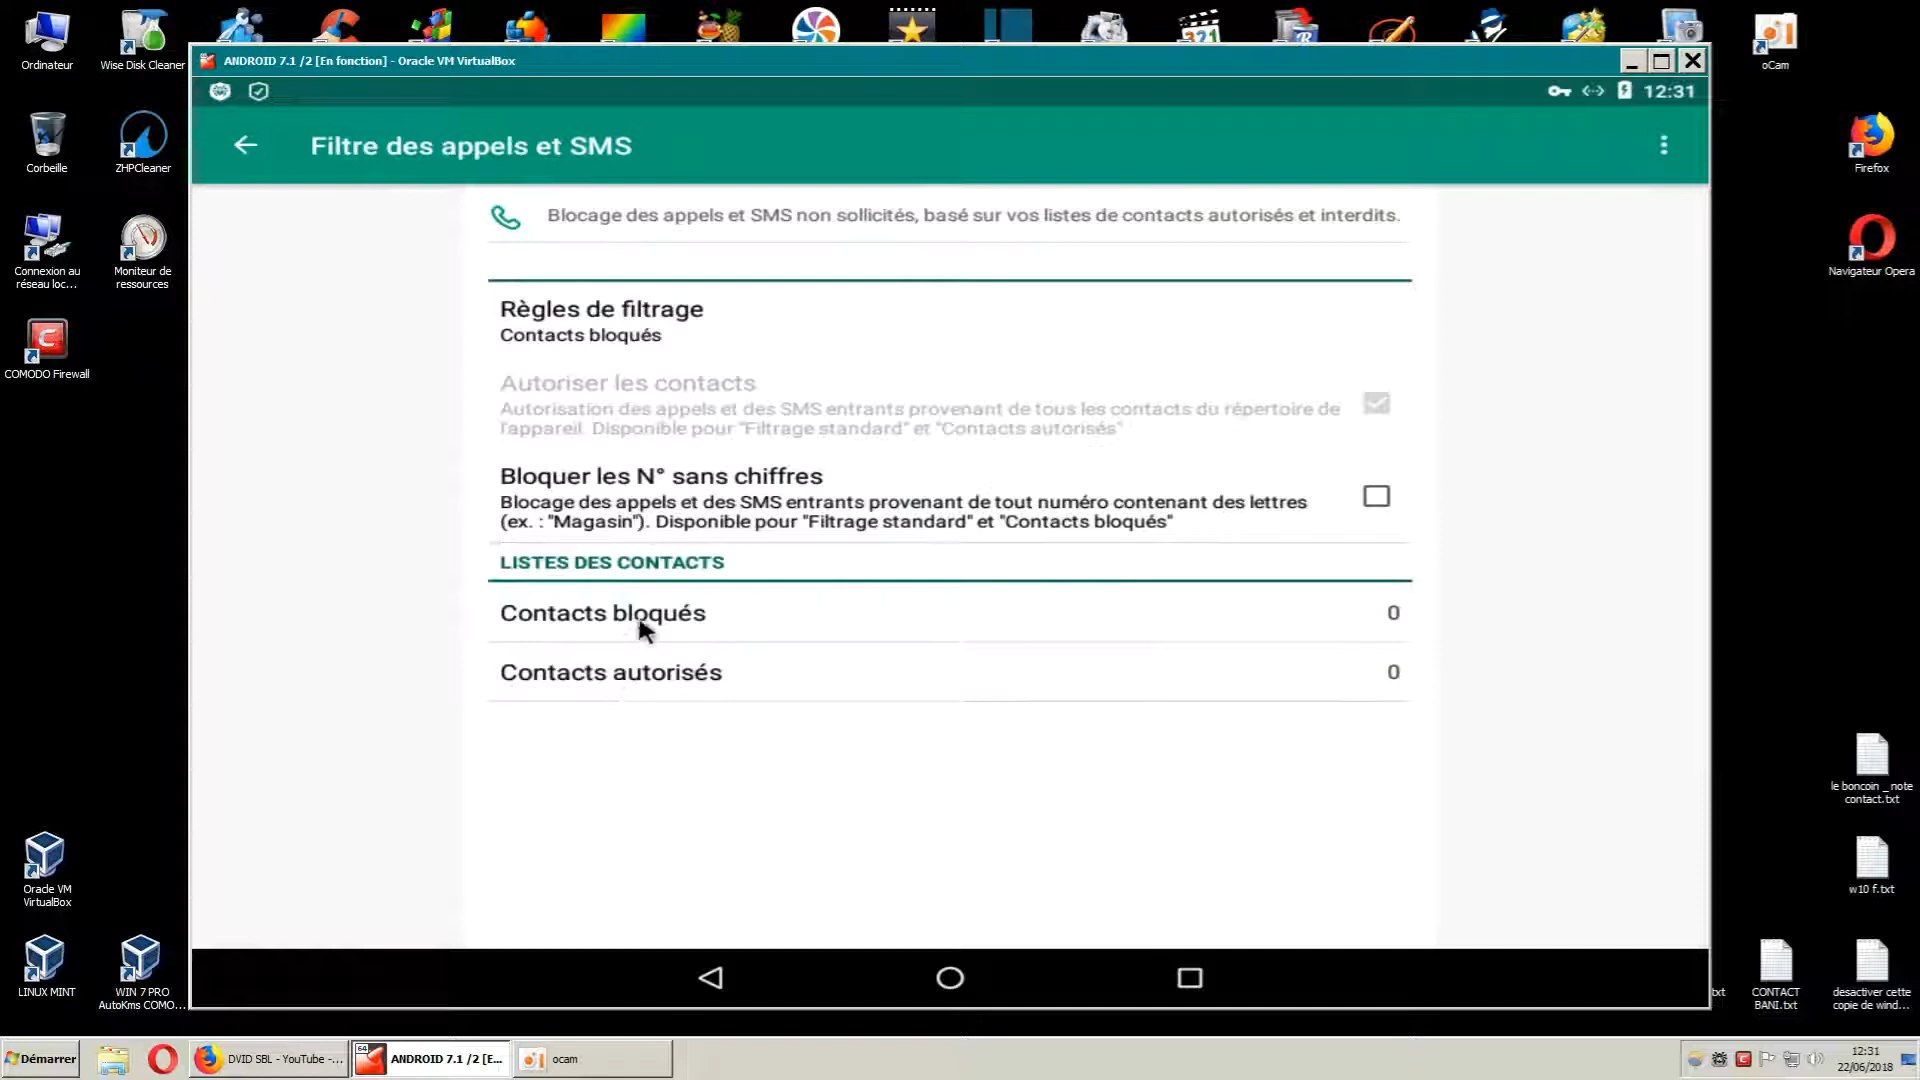 Ordinateur
Wise Disk Cleaner
oCam
ANDROID 7.1 /2 [En fonction] - Oracle VM VirtualBox
12:31
Filtre des appels et SMS
Corbeille
ZHPCleaner
Firefox
Blocage des appels et SMS non sollicités, basé sur vos listes de contacts autorisés et interdits.
Connexion au
réseau loc...
Moniteur de
ressources
Navigateur Opera
Règles de filtrage
Contacts bloqués
COMODO Firewall
Autoriser les contacts
Autorisation des appels et des SMS entrants provenant de tous les contacts du répertoire de
l'appareil. Disponible pour "Filtrage standard" et "Contacts autorisés"
Bloquer les N° sans chiffres
Blocage des appels et des SMS entrants provenant de tout numéro contenant des lettres
(ex. : "Magasin"). Disponible pour "Filtrage standard" et "Contacts bloqués"
LISTES DES CONTACTS
Contacts bloqués 0
Contacts autorisés 0
le boncoin _ note
contact.txt
w10 f.txt
Oracle VM
VirtualBox
LINUX MINT
WIN 7 PRO
AutoKms COMO...
txt
CONTACT
BANI.txt
desactiver cette
copie de wind...
Démarrer
DVID SBL - YouTube -...
64
ANDROID 7.1 /2 [E...
ocam
12:31
22/06/2018
321